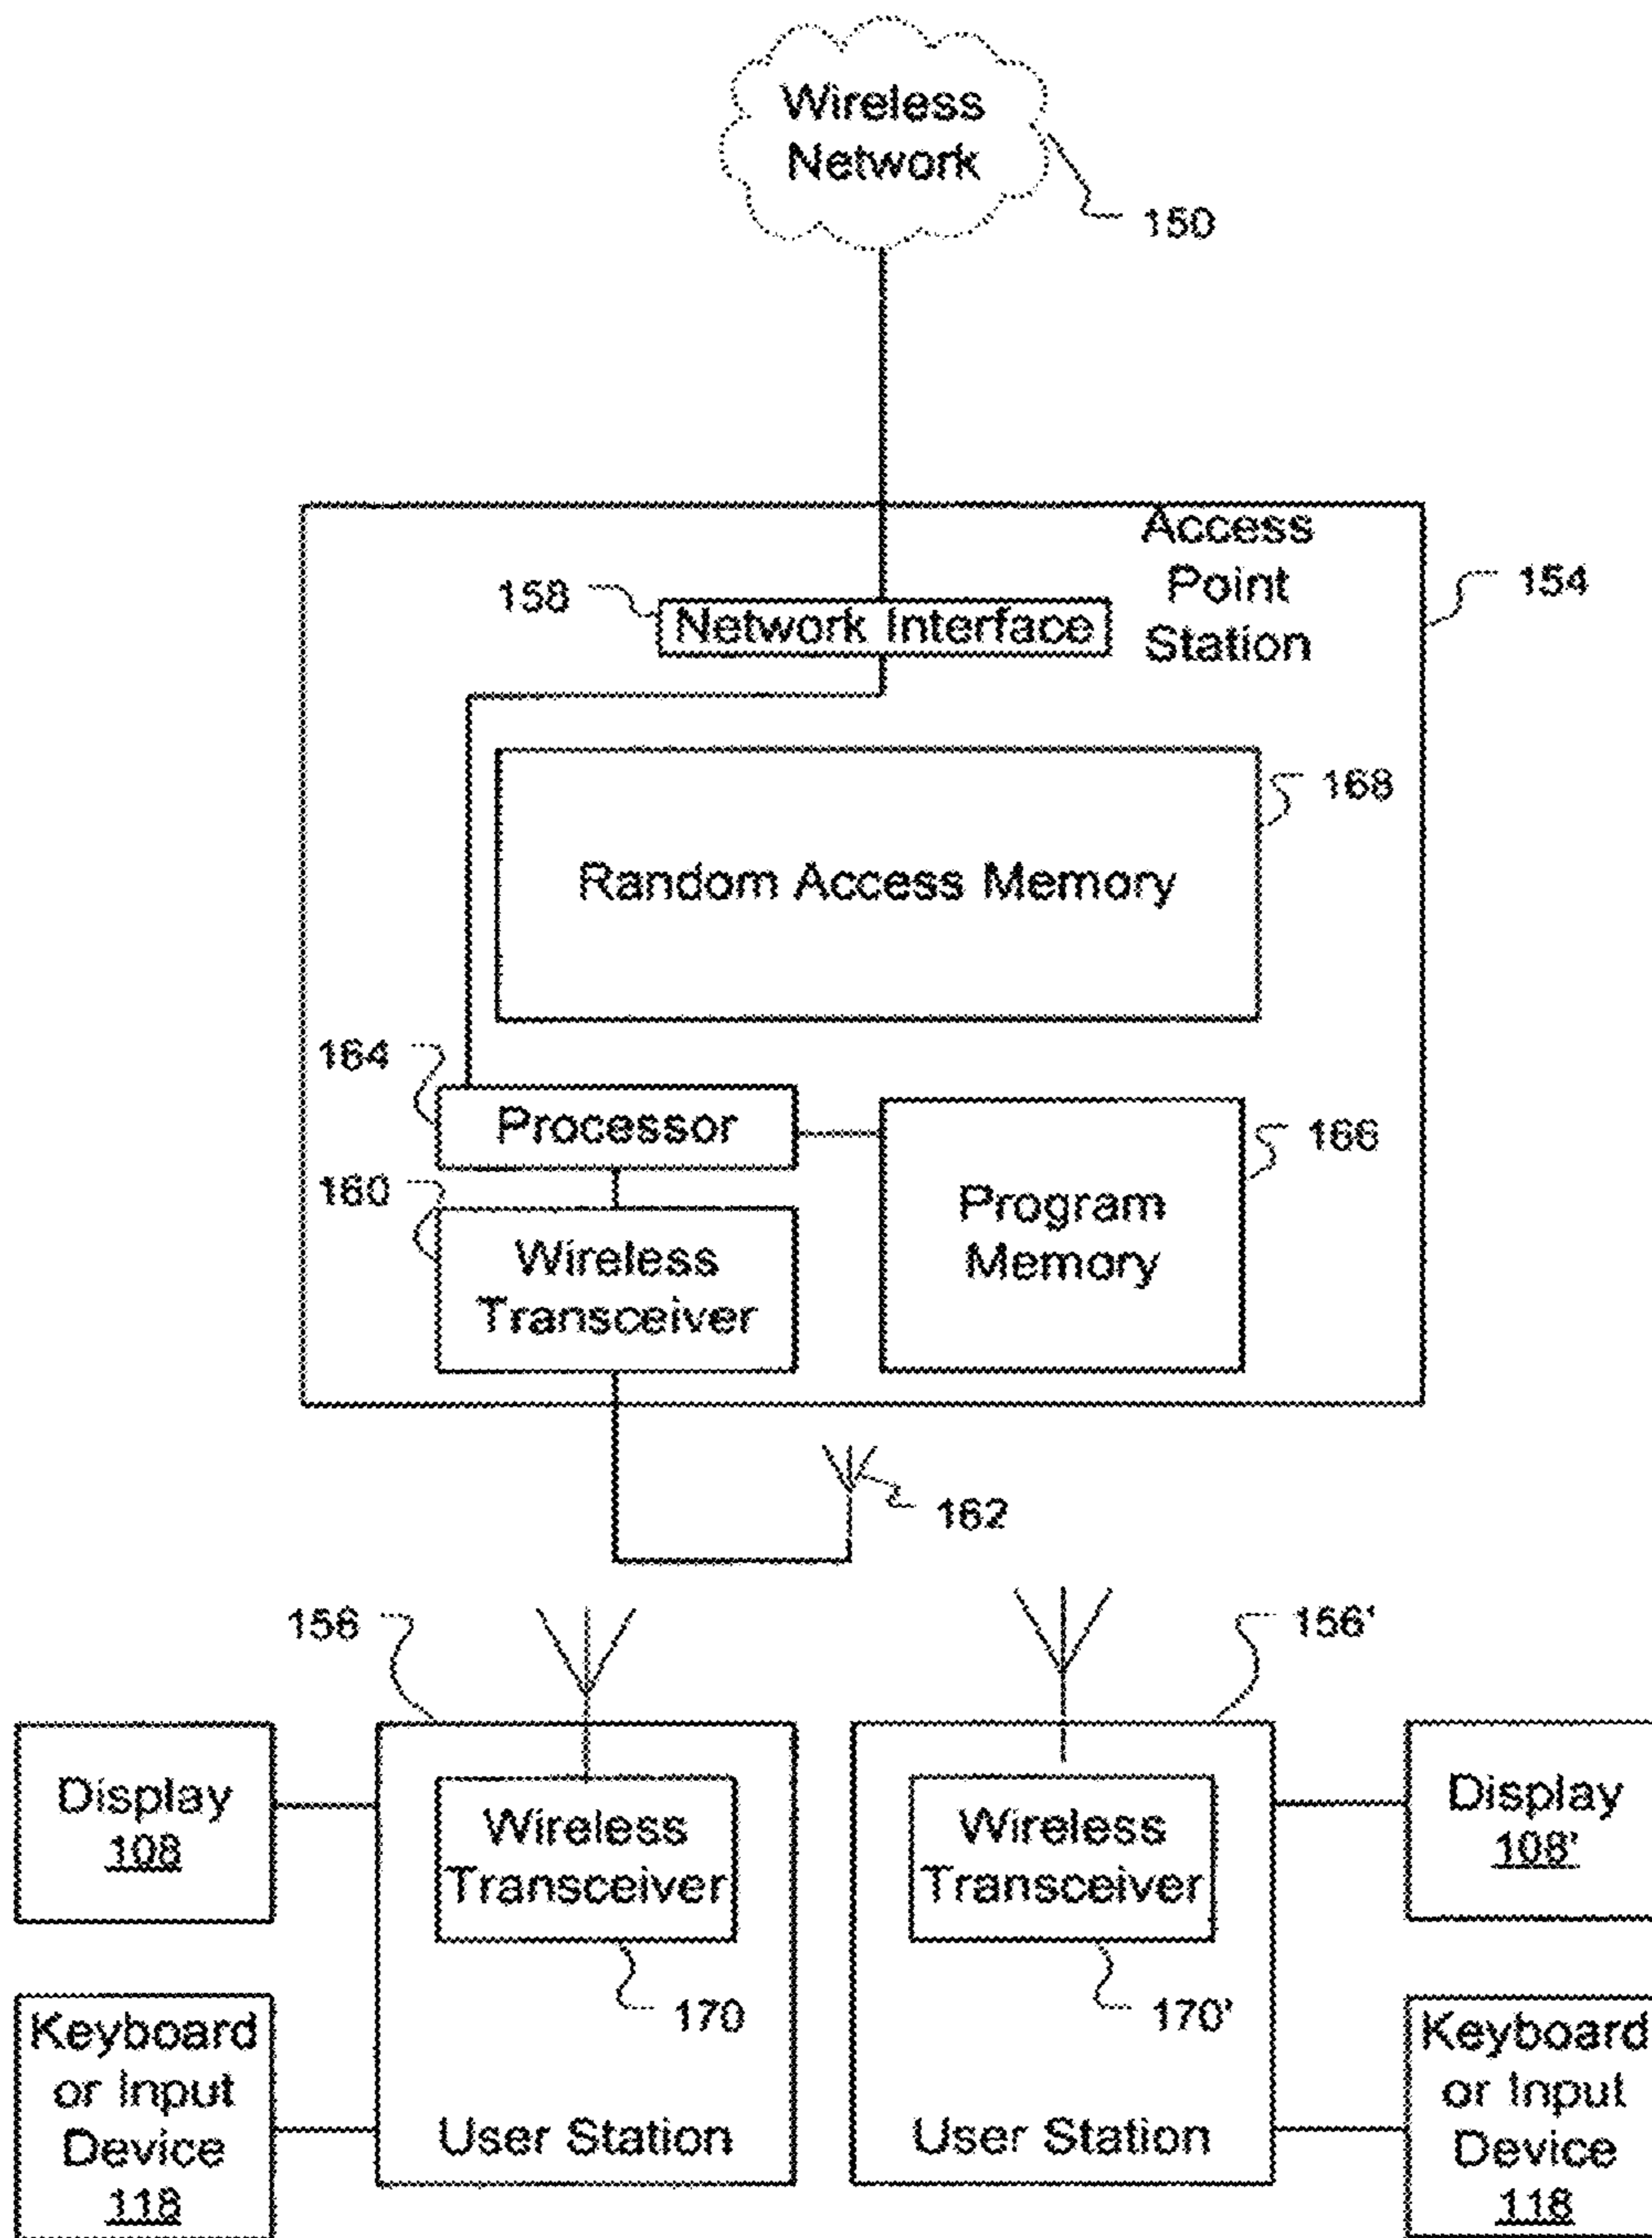 Wireless
Network
150
Access
Point
Station
154
158
Network Interface
168
Random Access Memory
164
Processor
166
160
Program
Memory
Wireless
Transceiver
162
156
156'
Display
108
Wireless
Transceiver
170
Wireless
Transceiver
170'
Display
108'
Keyboard
or Input
Device
118
User Station
User Station
Keyboard
or Input
Device
118